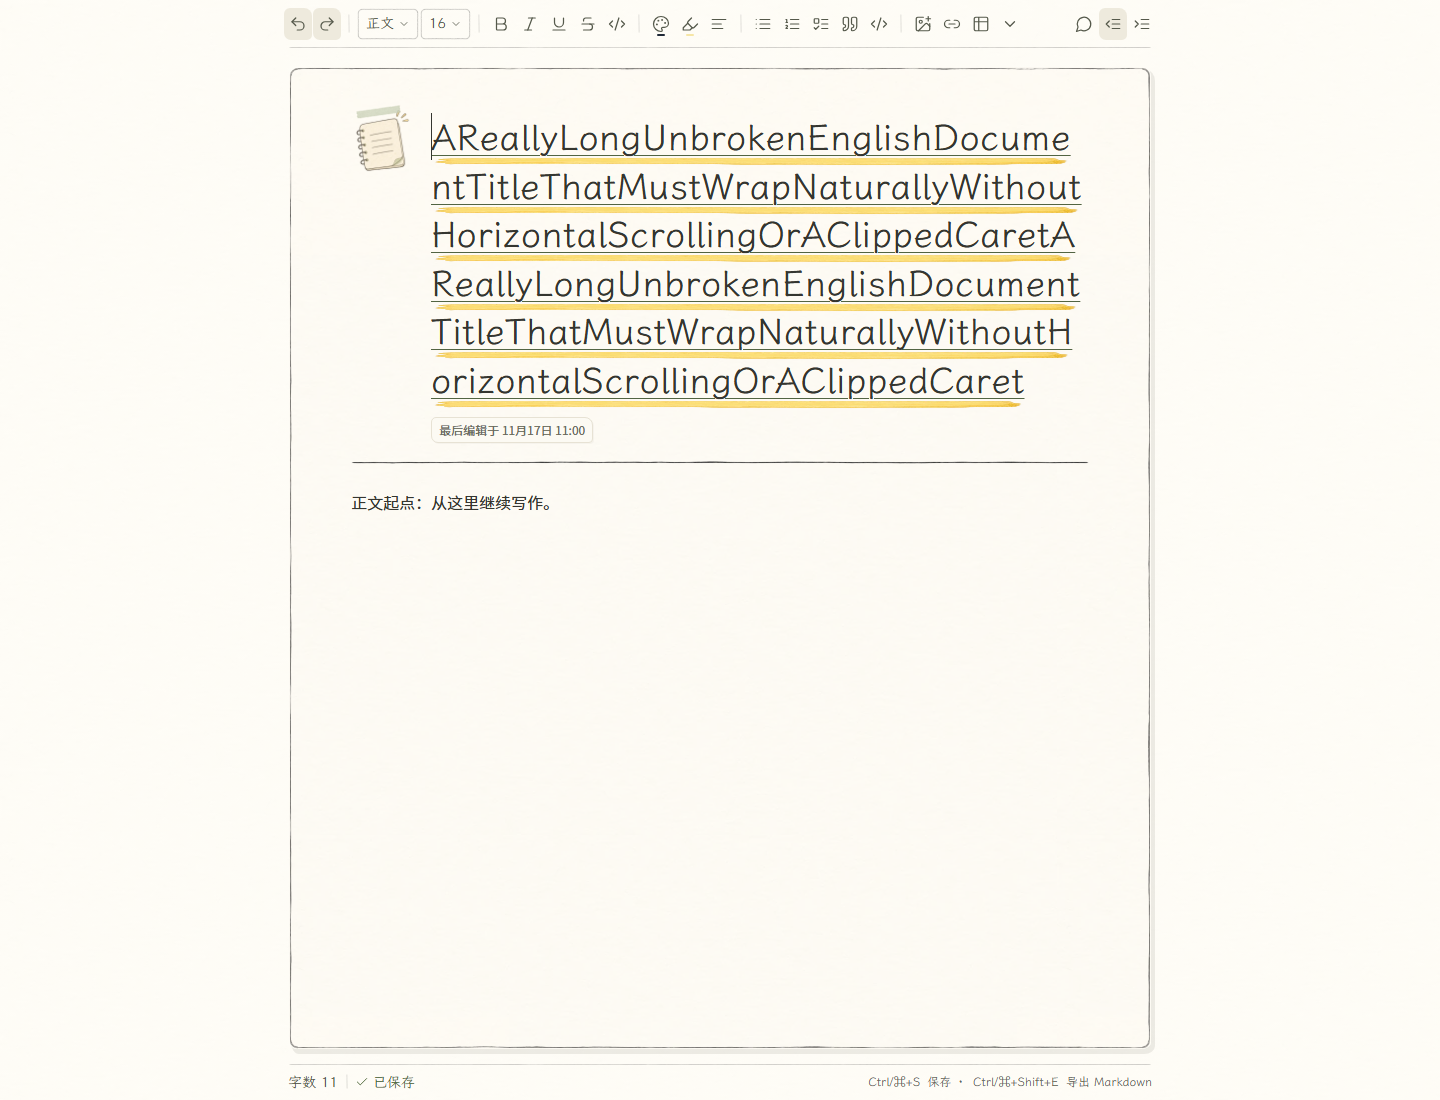 正文 16
AReallyLongUnbrokenEnglishDocume
ntTitleThatMustWrapNaturallyWithout
HorizontalScrollingOrAClippedCaretA
ReallyLongUnbrokenEnglishDocument
TitleThatMustWrapNaturallyWithoutH
orizontalScrollingOrAClippedCaret
最后编辑于 11月17日 11:00
正文起点：从这里继续写作。
字数 11 已保存 Ctrl/⌘+S 保存 · Ctrl/⌘+Shift+E 导出 Markdown